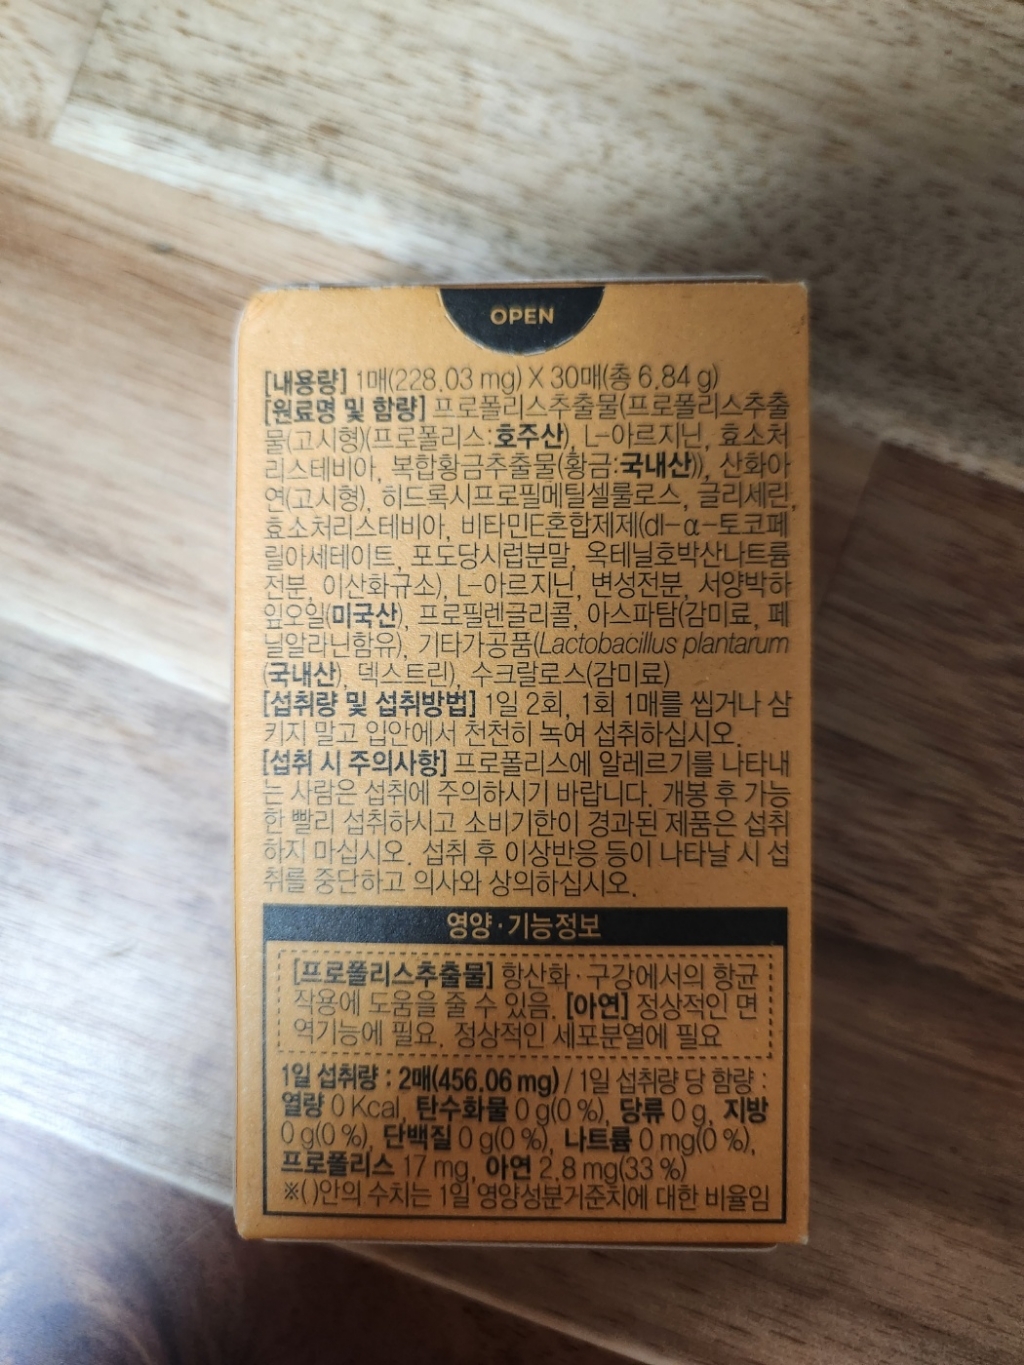 OPEN
[내용량] 1매(228.03 mg) X 30매(총 6.84 g)
[원료명 및 함량] 프로폴리스추출물(프로폴리스추출
물(고시형)(프로폴리스:호주산), L-아르지닌, 효소처
리스테비아, 복합황금추출물(황금:국내산)), 산화아
연(고시형), 히드록시프로필메틸셀룰로스, 글리세린,
효소처리스테비아, 비타민E혼합제제(dl-α-토코페
릴아세테이트, 포도당시럽분말, 옥테닐호박산나트륨
전분, 이산화규소), L-아르지닌, 변성전분, 서양박하
잎오일(미국산), 프로필렌글리콜, 아스파탐(감미료, 페
닐알라닌함유), 기타가공품(Lactobacillus plantarum
(국내산), 덱스트린), 수크랄로스(감미료)
[섭취량 및 섭취방법] 1일 2회, 1회 1매를 씹거나 삼
키지 말고 입안에서 천천히 녹여 섭취하십시오.
[섭취 시 주의사항] 프로폴리스에 알레르기를 나타내
는 사람은 섭취에 주의하시기 바랍니다. 개봉 후 가능
한 빨리 섭취하시고 소비기한이 경과된 제품은 섭취
하지 마십시오. 섭취 후 이상반응 등이 나타날 시 섭
취를 중단하고 의사와 상의하십시오.
영양·기능정보
[프로폴리스추출물] 항산화·구강에서의 항균
작용에 도움을 줄 수 있음. [아연] 정상적인 면
역기능에 필요. 정상적인 세포분열에 필요
1일 섭취량 : 2매(456.06 mg) / 1일 섭취량 당 함량 :
열량 0 Kcal, 탄수화물 0 g(0 %), 당류 0 g, 지방
0 g(0 %), 단백질 0 g(0 %), 나트륨 0 mg(0 %),
프로폴리스 17 mg, 아연 2.8 mg(33 %)
※( )안의 수치는 1일 영양성분기준치에 대한 비율임